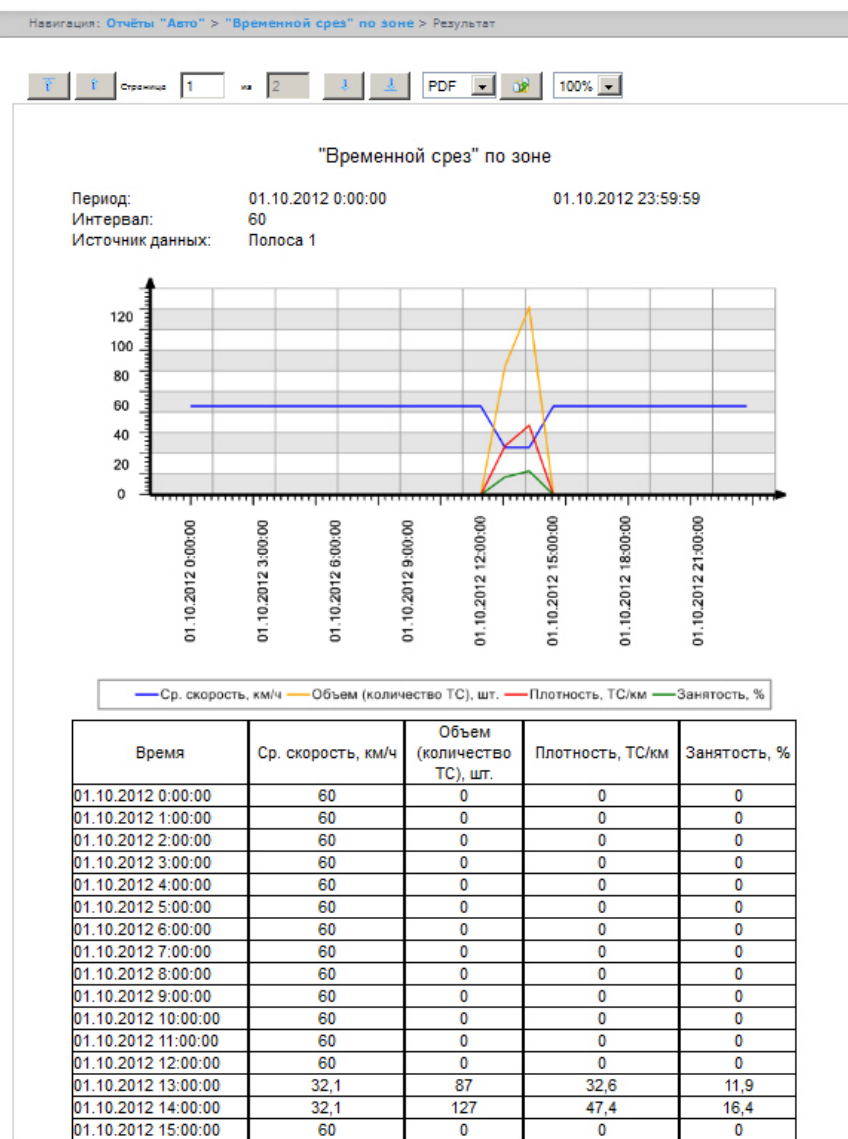 Навигация: Отчёты "Авто" > "Временной срез" по зоне > Результат
Страница 1 из 2 PDF 100%
"Временной срез" по зоне
Период: 01.10.2012 0:00:00 01.10.2012 23:59:59
Интервал: 60
Источник данных: Полоса 1
120
100
80
60
40
20
0
01.10.2012 0:00:00
01.10.2012 3:00:00
01.10.2012 6:00:00
01.10.2012 9:00:00
01.10.2012 12:00:00
01.10.2012 15:00:00
01.10.2012 18:00:00
01.10.2012 21:00:00
Ср. скорость, км/ч Объем (количество ТС), шт. Плотность, ТС/км Занятость, %
Время Ср. скорость, км/ч Объем (количество ТС), шт. Плотность, ТС/км Занятость, %
01.10.2012 0:00:00 60 0 0 0
01.10.2012 1:00:00 60 0 0 0
01.10.2012 2:00:00 60 0 0 0
01.10.2012 3:00:00 60 0 0 0
01.10.2012 4:00:00 60 0 0 0
01.10.2012 5:00:00 60 0 0 0
01.10.2012 6:00:00 60 0 0 0
01.10.2012 7:00:00 60 0 0 0
01.10.2012 8:00:00 60 0 0 0
01.10.2012 9:00:00 60 0 0 0
01.10.2012 10:00:00 60 0 0 0
01.10.2012 11:00:00 60 0 0 0
01.10.2012 12:00:00 60 0 0 0
01.10.2012 13:00:00 32,1 87 32,6 11,9
01.10.2012 14:00:00 32,1 127 47,4 16,4
01.10.2012 15:00:00 60 0 0 0